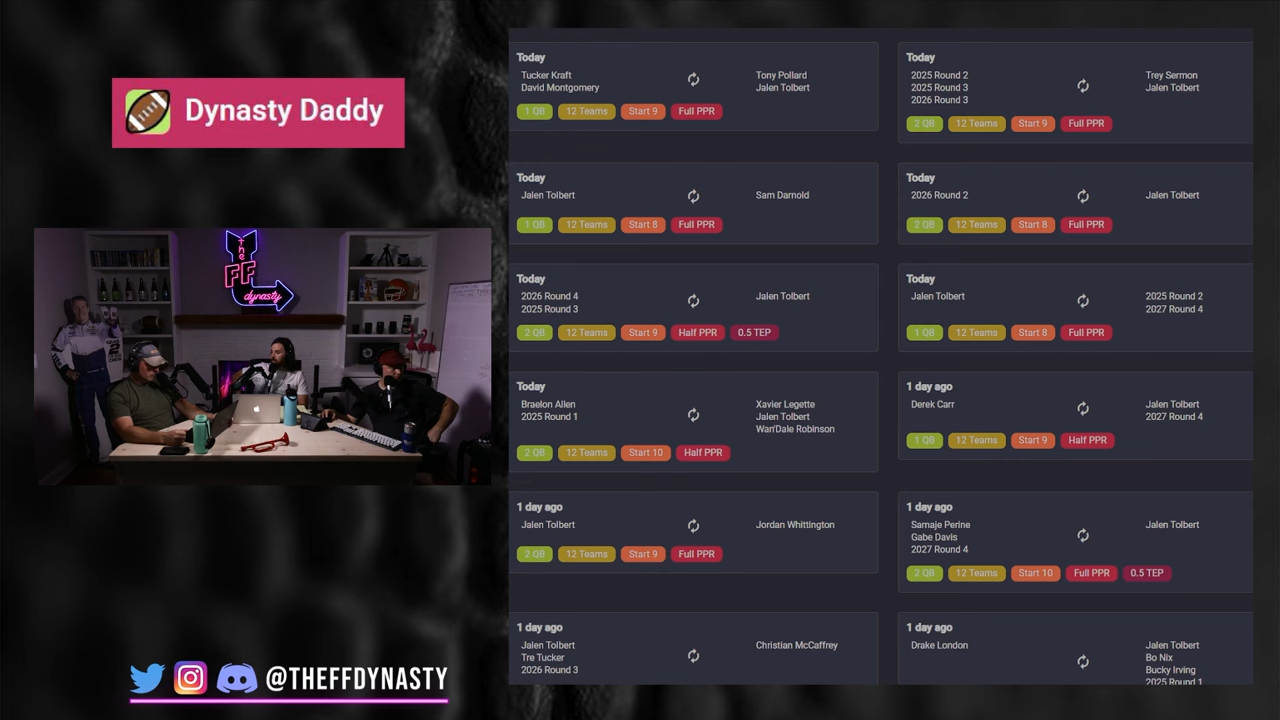 Dynasty Daddy
the
FF
dynasty
@THEFFDYNASTY
Today
Tucker Kraft
David Montgomery
Tony Pollard
Jalen Tolbert
1 QB 12 Teams Start 9 Full PPR
Today
2025 Round 2
2025 Round 3
2026 Round 3
Trey Sermon
Jalen Tolbert
2 QB 12 Teams Start 9 Full PPR
Today
Jalen Tolbert
Sam Darnold
1 QB 12 Teams Start 8 Full PPR
Today
2026 Round 2
Jalen Tolbert
2 QB 12 Teams Start 8 Full PPR
Today
2026 Round 4
2025 Round 3
Jalen Tolbert
2 QB 12 Teams Start 9 Half PPR 0.5 TEP
Today
Jalen Tolbert
2025 Round 2
2027 Round 4
1 QB 12 Teams Start 8 Full PPR
Today
Braelon Allen
2025 Round 1
Xavier Legette
Jalen Tolbert
Wan'Dale Robinson
2 QB 12 Teams Start 10 Half PPR
1 day ago
Derek Carr
Jalen Tolbert
2027 Round 4
1 QB 12 Teams Start 9 Half PPR
1 day ago
Jalen Tolbert
Jordan Whittington
2 QB 12 Teams Start 9 Full PPR
1 day ago
Samaje Perine
Gabe Davis
2027 Round 4
Jalen Tolbert
2 QB 12 Teams Start 10 Full PPR 0.5 TEP
1 day ago
Jalen Tolbert
Tre Tucker
2026 Round 3
Christian McCaffrey
1 day ago
Drake London
Jalen Tolbert
Bo Nix
Bucky Irving
2025 Round 1